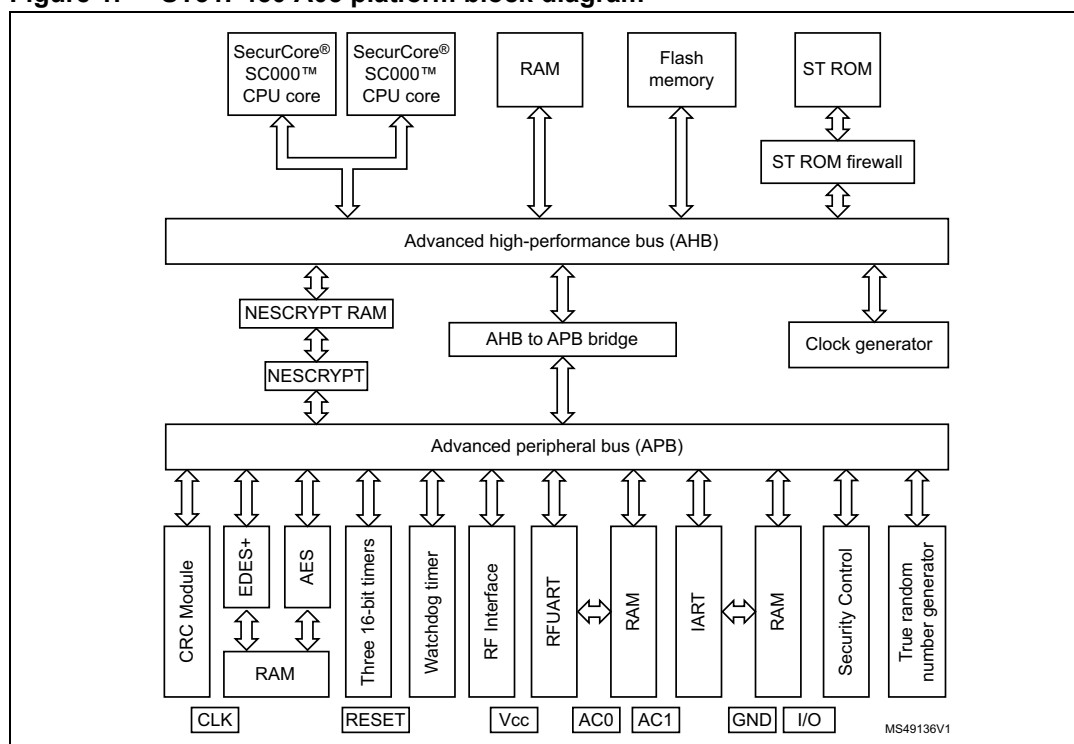 SecurCore®
SC000™
CPU core
SecurCore®
SC000™
CPU core
RAM
Flash
memory
ST ROM
ST ROM firewall
Advanced high-performance bus (AHB)
NESCRYPT RAM
AHB to APB bridge
Clock generator
NESCRYPT
Advanced peripheral bus (APB)
CRC Module
EDES+
AES
RAM
Three 16-bit timers
Watchdog timer
RF Interface
RFUART
RAM
IART
RAM
Security Control
True random
number generator
CLK
RESET
Vcc
AC0
AC1
GND
I/O
MS49136V1